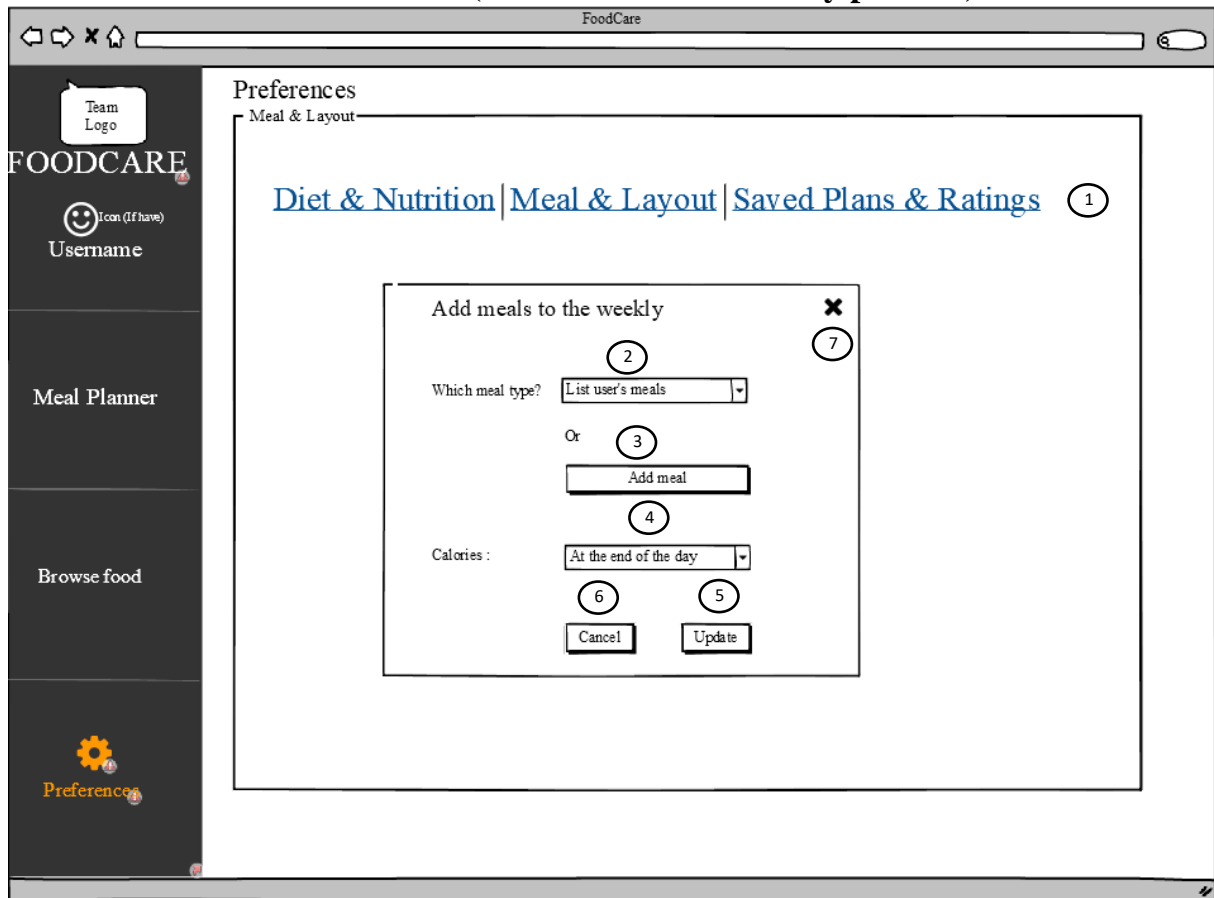 FoodCare
Team
Logo
FOODCARE
Icon (If have)
Username
Meal Planner
Browse food
Preferences
Preferences
Meal & Layout
Diet & Nutrition|Meal & Layout|Saved Plans & Ratings 1
Add meals to the weekly
7
2
Which meal type? List user's meals
Or
3
Add meal
4
Calories : At the end of the day
6 5
Cancel Update